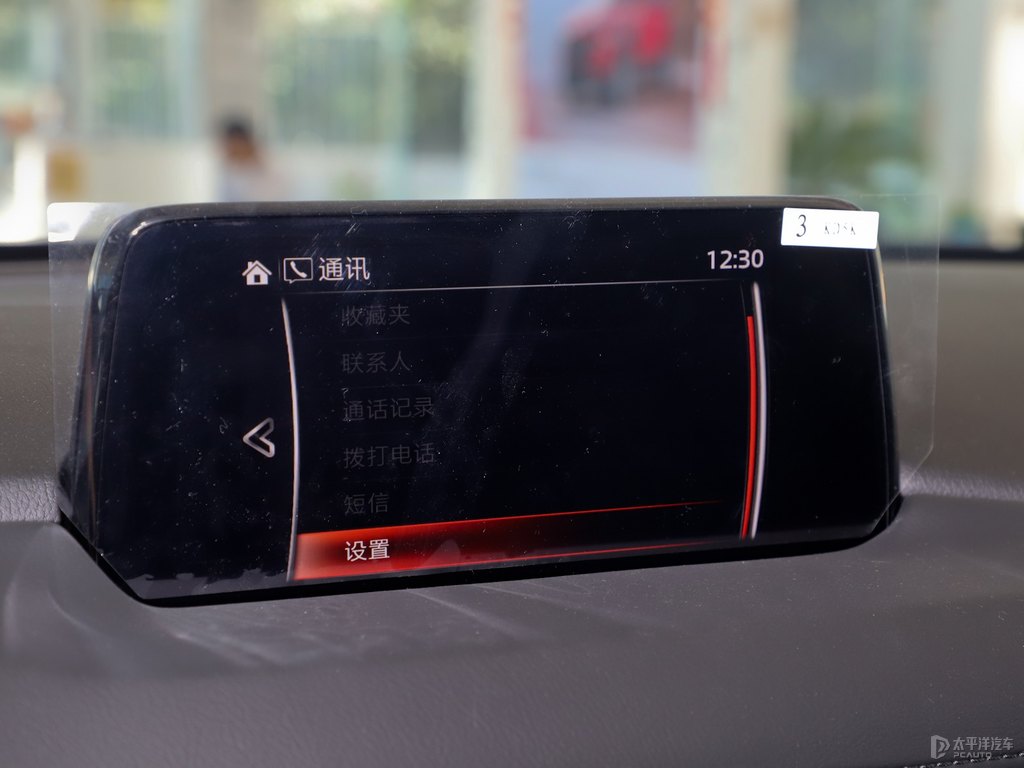 通讯
12:30
3 KD5K
收藏夹
联系人
通话记录
拨打电话
短信
设置
太平洋汽车
PCAUTO